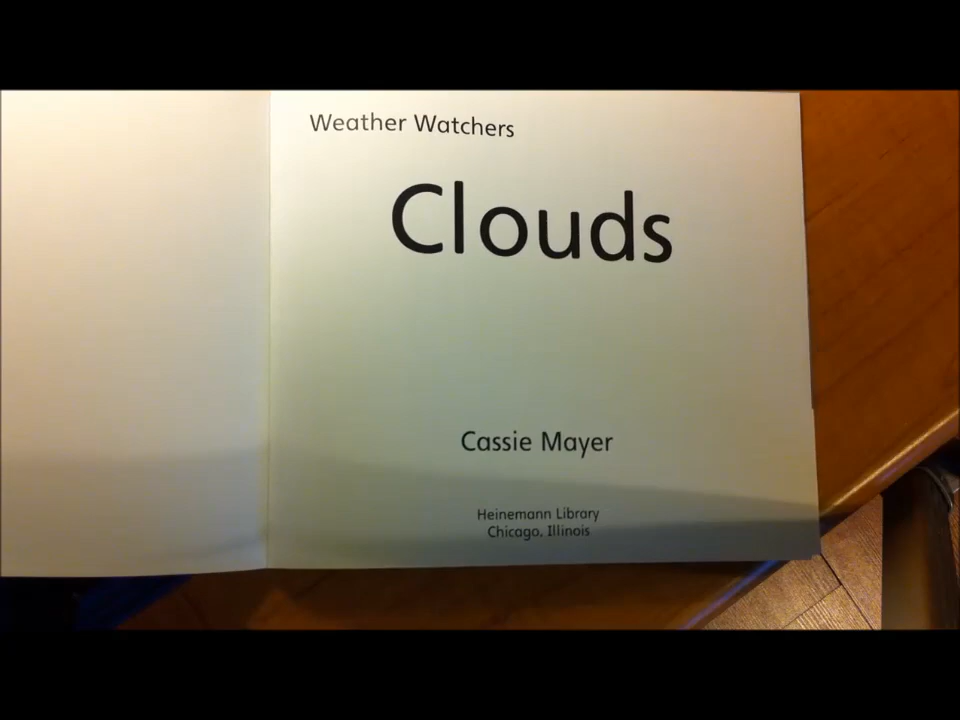 Weather Watchers
Clouds
Cassie Mayer
Heinemann Library
Chicago, Illinois